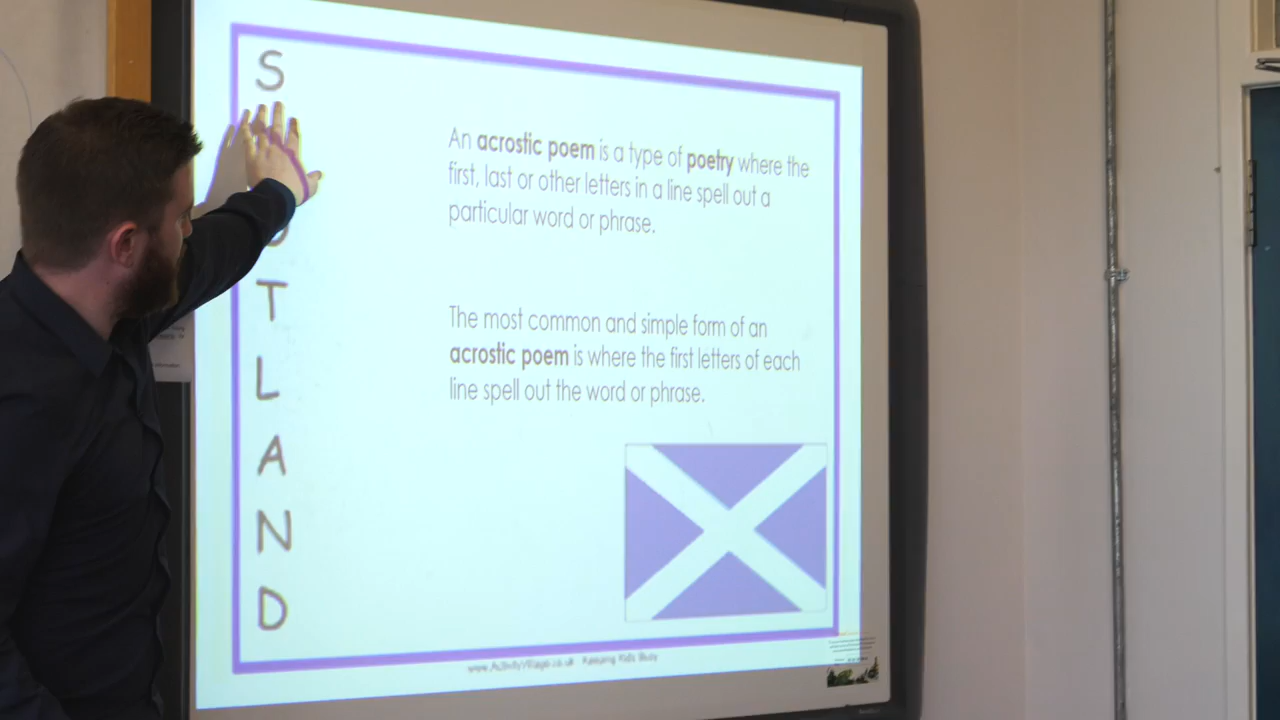 S
T
L
A
N
D
An acrostic poem is a type of poetry where the
first, last or other letters in a line spell out a
particular word or phrase.
The most common and simple form of an
acrostic poem is where the first letters of each
line spell out the word or phrase.
www.ActivityVillage.co.uk Keeping Kids Busy